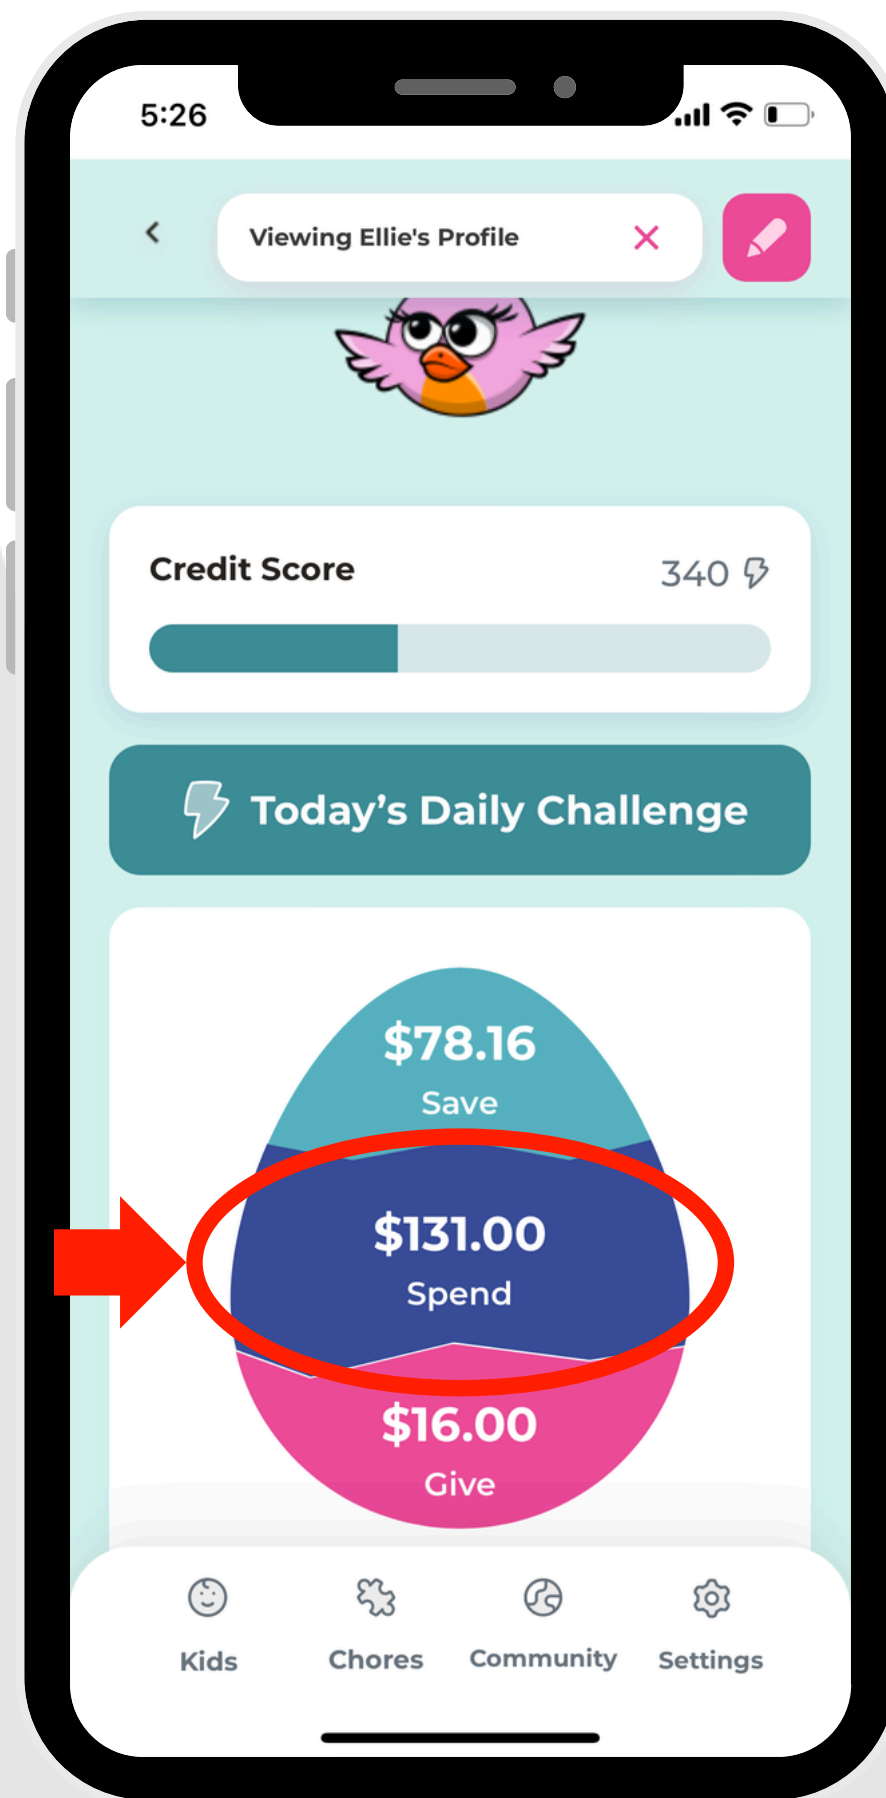 5:26
Viewing Ellie's Profile
Credit Score 340
Today's Daily Challenge
$78.16
Save
$131.00
Spend
$16.00
Give
Kids Chores Community Settings